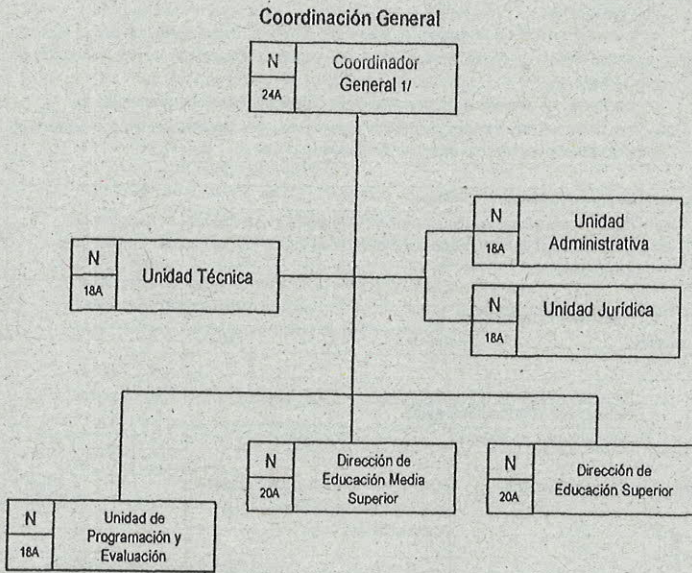 Coordinación General
N
24A
Coordinador
General 1/
N
18A
Unidad Técnica
N
18A
Unidad
Administrativa
N
18A
Unidad Jurídica
N
18A
Unidad de
Programación y
Evaluación
N
20A
Dirección de
Educación Media
Superior
N
20A
Dirección de
Educación Superior